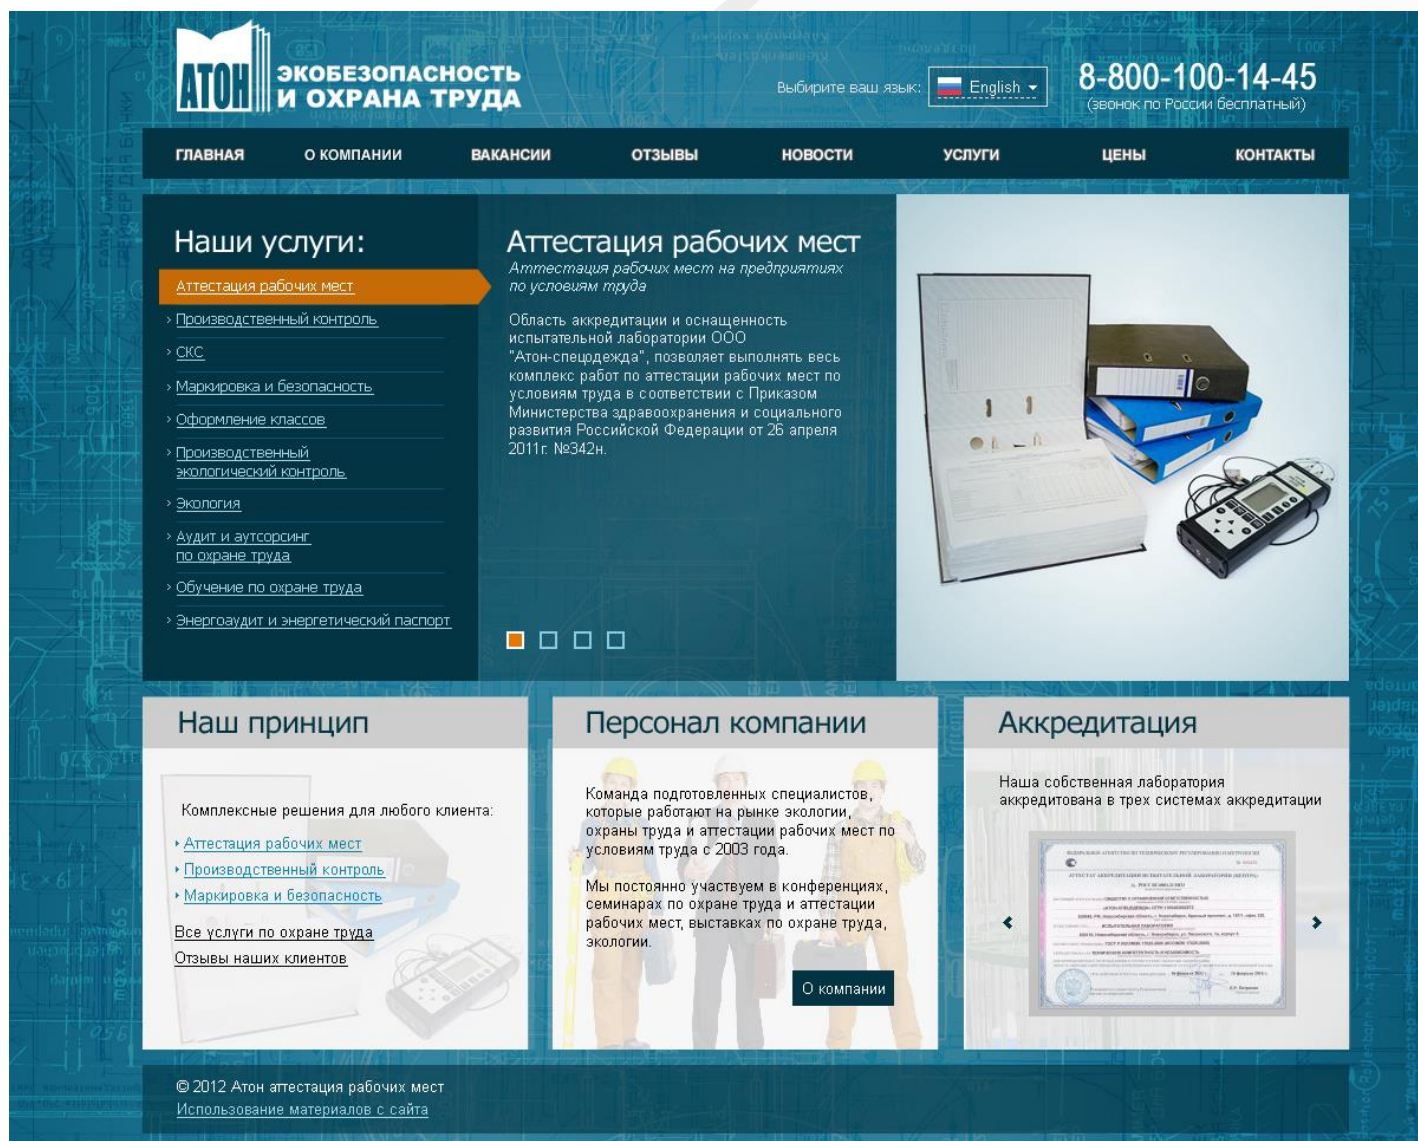 АТОН
ЭКОБЕЗОПАСНОСТЬ
И ОХРАНА ТРУДА
Выбирите ваш язык:
English
8-800-100-14-45
(звонок по России бесплатный)
ГЛАВНАЯ
О КОМПАНИИ
ВАКАНСИИ
ОТЗЫВЫ
НОВОСТИ
УСЛУГИ
ЦЕНЫ
КОНТАКТЫ
Наши услуги:
Аттестация рабочих мест
Производственный контроль
СКС
Маркировка и безопасность
Оформление классов
Производственный
экологический контроль
Экология
Аудит и аутсорсинг
по охране труда
Обучение по охране труда
Энергоаудит и энергетический паспорт
Аттестация рабочих мест
Аттестация рабочих мест на предприятиях
по условиям труда
Область аккредитации и оснащенность
испытательной лаборатории ООО
"Атон-спецодежда", позволяет выполнять весь
комплекс работ по аттестации рабочих мест по
условиям труда в соответствии с Приказом
Министерства здравоохранения и социального
развития Российской Федерации от 26 апреля
2011г. №342н.
Наш принцип
Комплексные решения для любого клиента:
Аттестация рабочих мест
Производственный контроль
Маркировка и безопасность
Все услуги по охране труда
Отзывы наших клиентов
Персонал компании
Команда подготовленных специалистов,
которые работают на рынке экологии,
охраны труда и аттестации рабочих мест по
условиям труда с 2003 года.
Мы постоянно участвуем в конференциях,
семинарах по охране труда и аттестации
рабочих мест, выставках по охране труда,
экологии.
О компании
Аккредитация
Наша собственная лаборатория
аккредитована в трех системах аккредитации
© 2012 Атон аттестация рабочих мест
Использование материалов с сайта